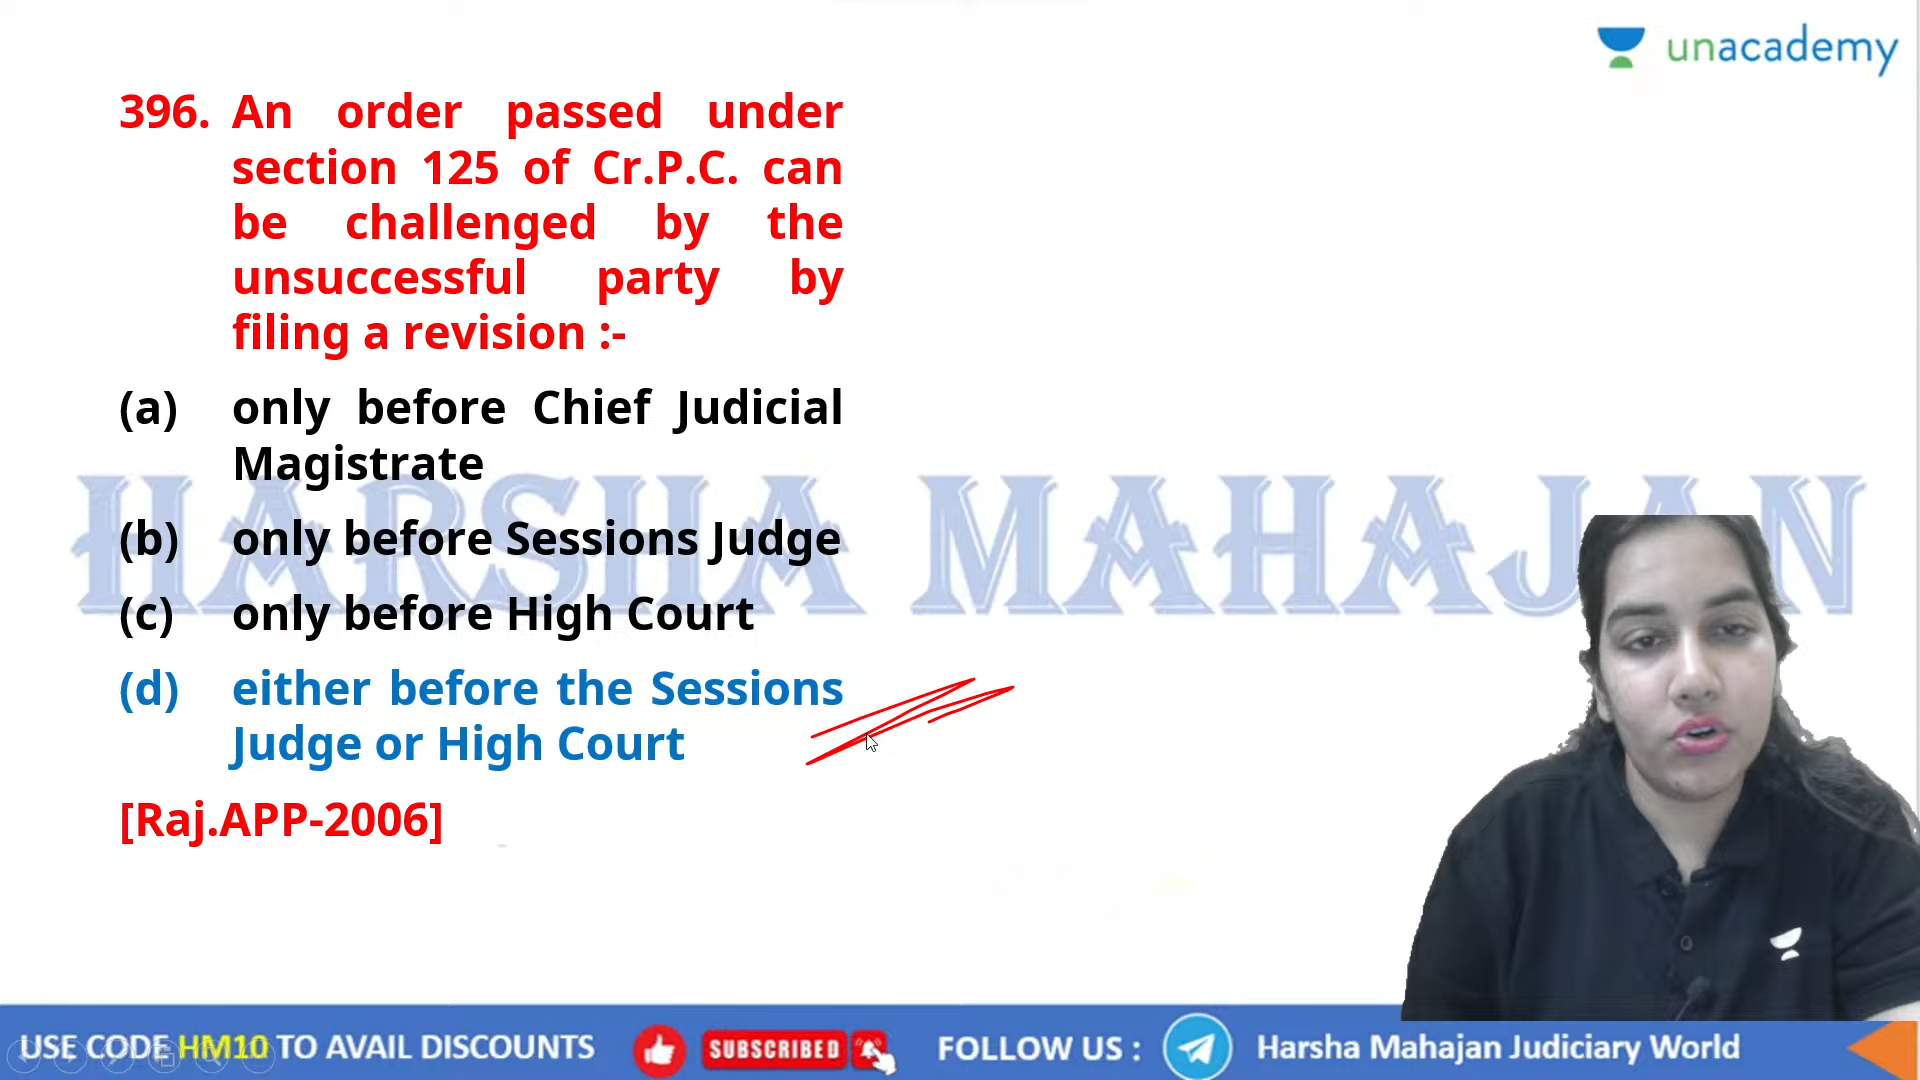 unacademy
396. An order passed under
section 125 of Cr.P.C. can
be challenged by the
unsuccessful party by
filing a revision :-
(a) only before Chief Judicial
Magistrate
(b) only before Sessions Judge
(c) only before High Court
(d) either before the Sessions
Judge or High Court
[Raj.APP-2006]
HARSHA MAHAJAN
USE CODE HM10 TO AVAIL DISCOUNTS
SUBSCRIBED
FOLLOW US :
Harsha Mahajan Judiciary World